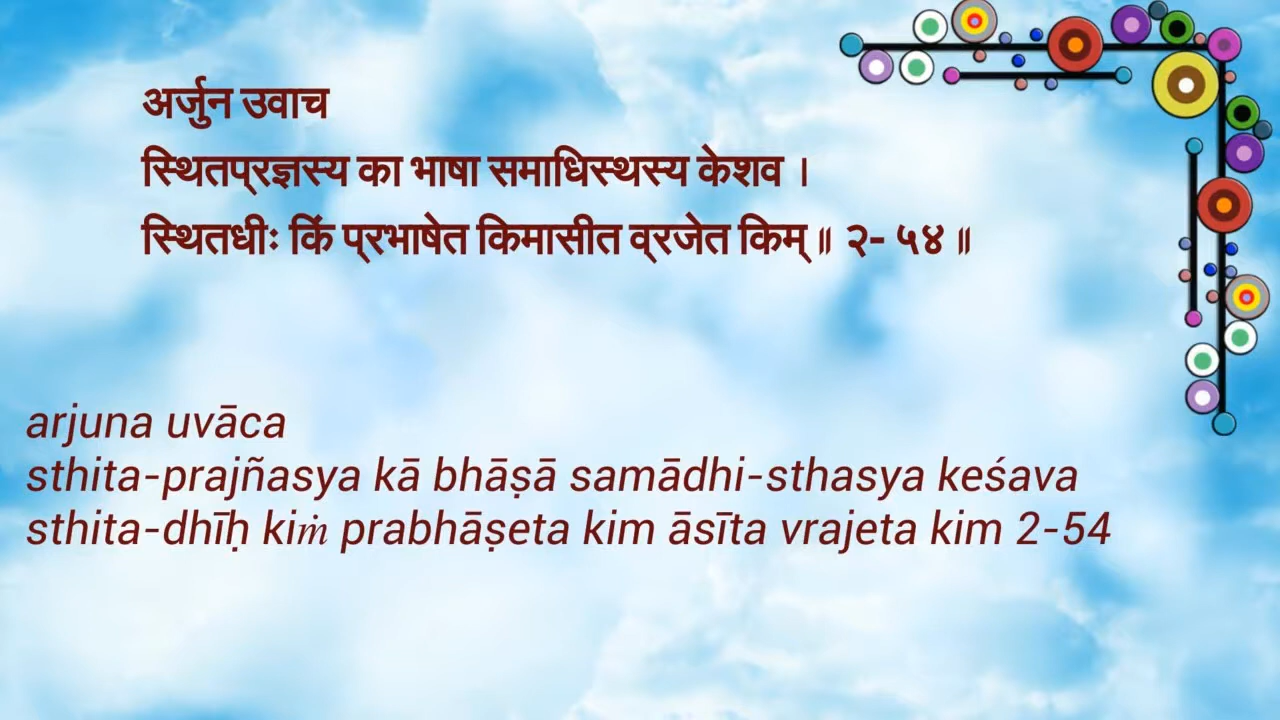 अर्जुन उवाच
स्थितप्रज्ञस्य का भाषा समाधिस्थस्य केशव ।
स्थितधीः किं प्रभाषेत किमासीत व्रजेत किम् ॥ २- ५४ ॥
arjuna uvāca
sthita-prajñasya kā bhāṣā samādhi-sthasya keśava
sthita-dhīḥ kiṁ prabhāṣeta kim āsīta vrajeta kim 2-54